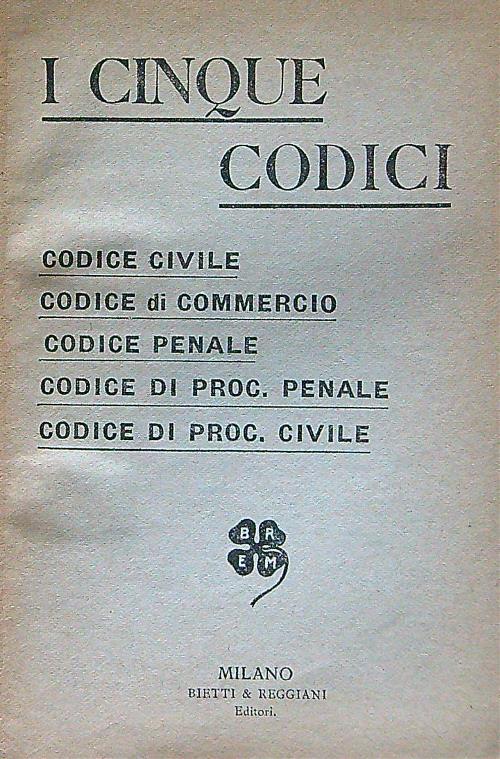 I CINQUE
CODICI
CODICE CIVILE
CODICE di COMMERCIO
CODICE PENALE
CODICE DI PROC. PENALE
CODICE DI PROC. CIVILE
B R
E M
MILANO
BIETTI & REGGIANI
Editori.